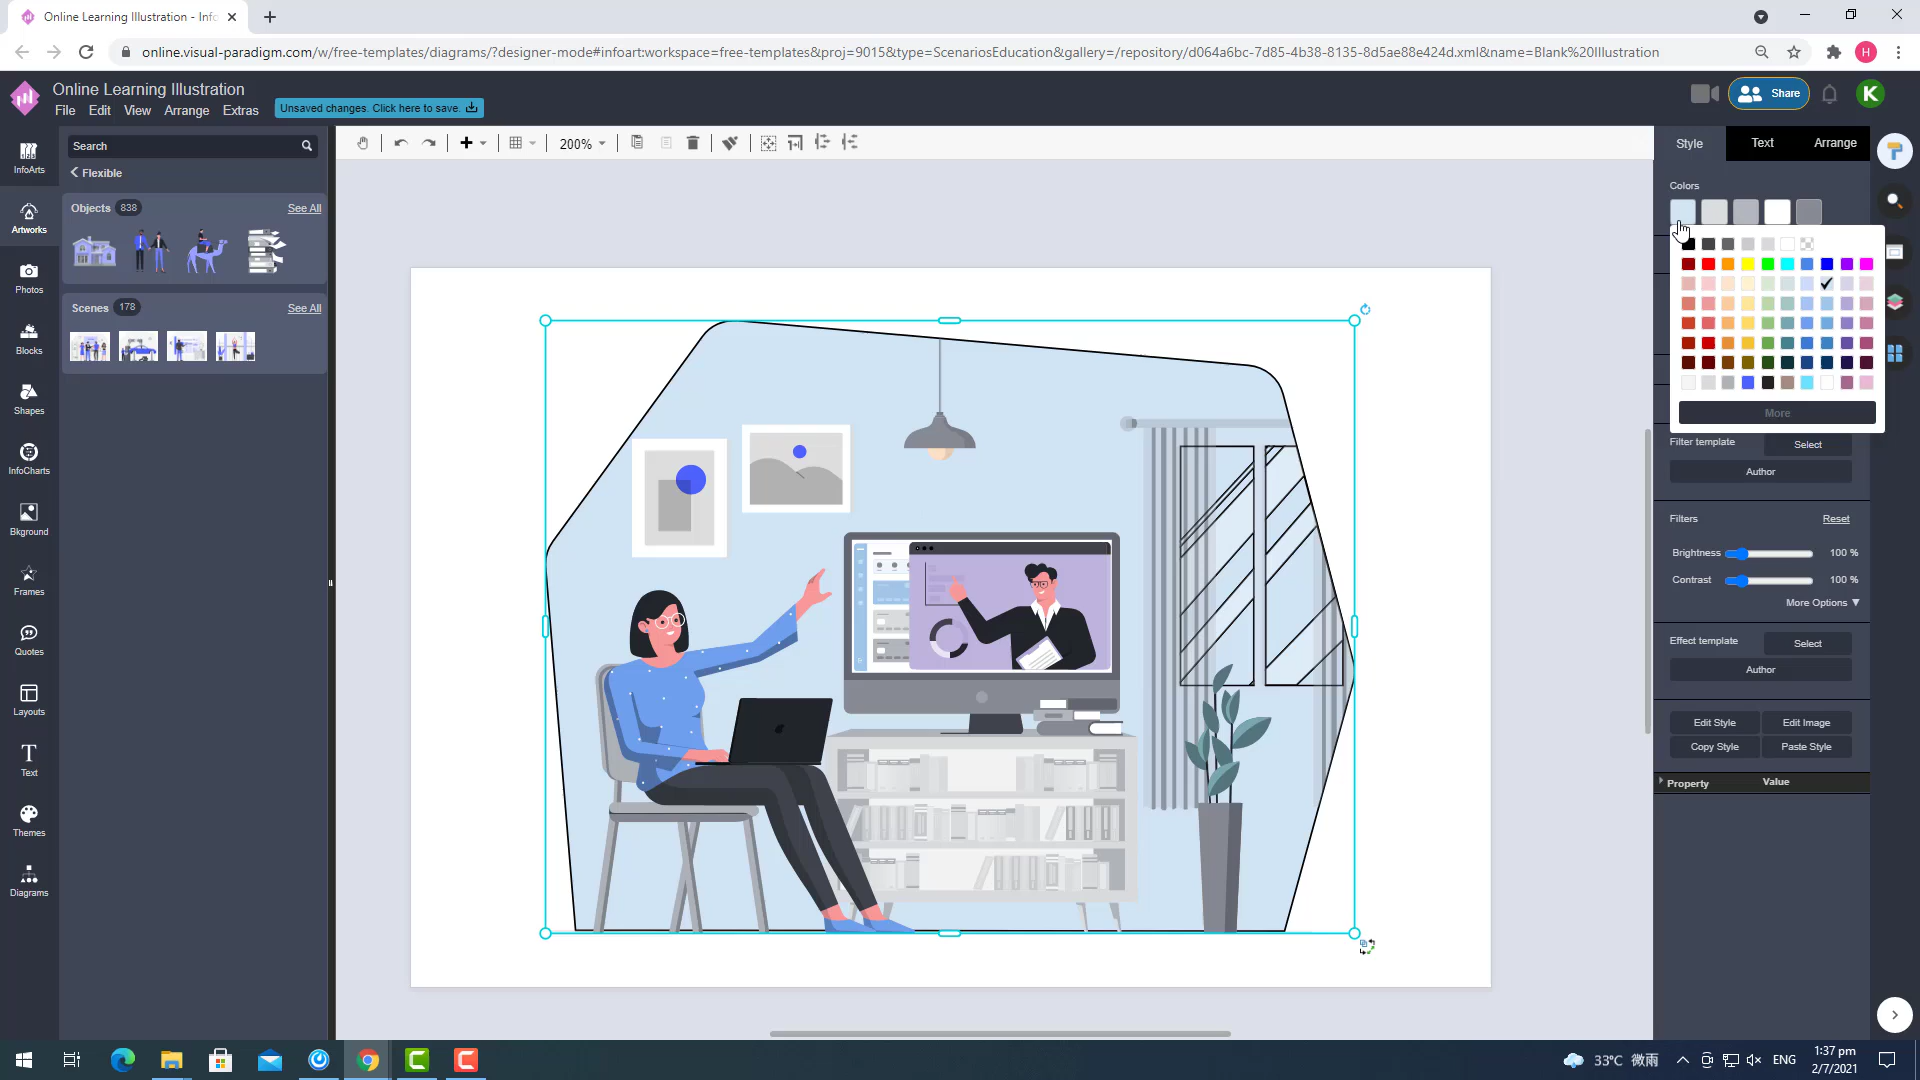 Online Learning Illustration - Info
online.visual-paradigm.com/w/free-templates/diagrams/?designer-mode#infoart:workspace=free-templates&proj=9015&type=ScenariosEducation&gallery=/repository/d064a6bc-7d85-4b38-8135-8d5ae88e424d.xml&name=Blank%20Illustration
H
Online Learning Illustration
File Edit View Arrange Extras
Unsaved changes. Click here to save.
Share
K
InfoArts
Artworks
Photos
Blocks
Shapes
InfoCharts
Bkground
Frames
Quotes
Layouts
Text
Themes
Diagrams
Search
Flexible
Objects 838 See All
Scenes 178 See All
200%
Style Text Arrange
Colors
More
Filter template Select
Author
Filters Reset
Brightness 100 %
Contrast 100 %
More Options ▼
Effect template Select
Author
Edit Style Edit Image
Copy Style Paste Style
Property Value
33°C 微雨
ENG
1:37 pm
2/7/2021